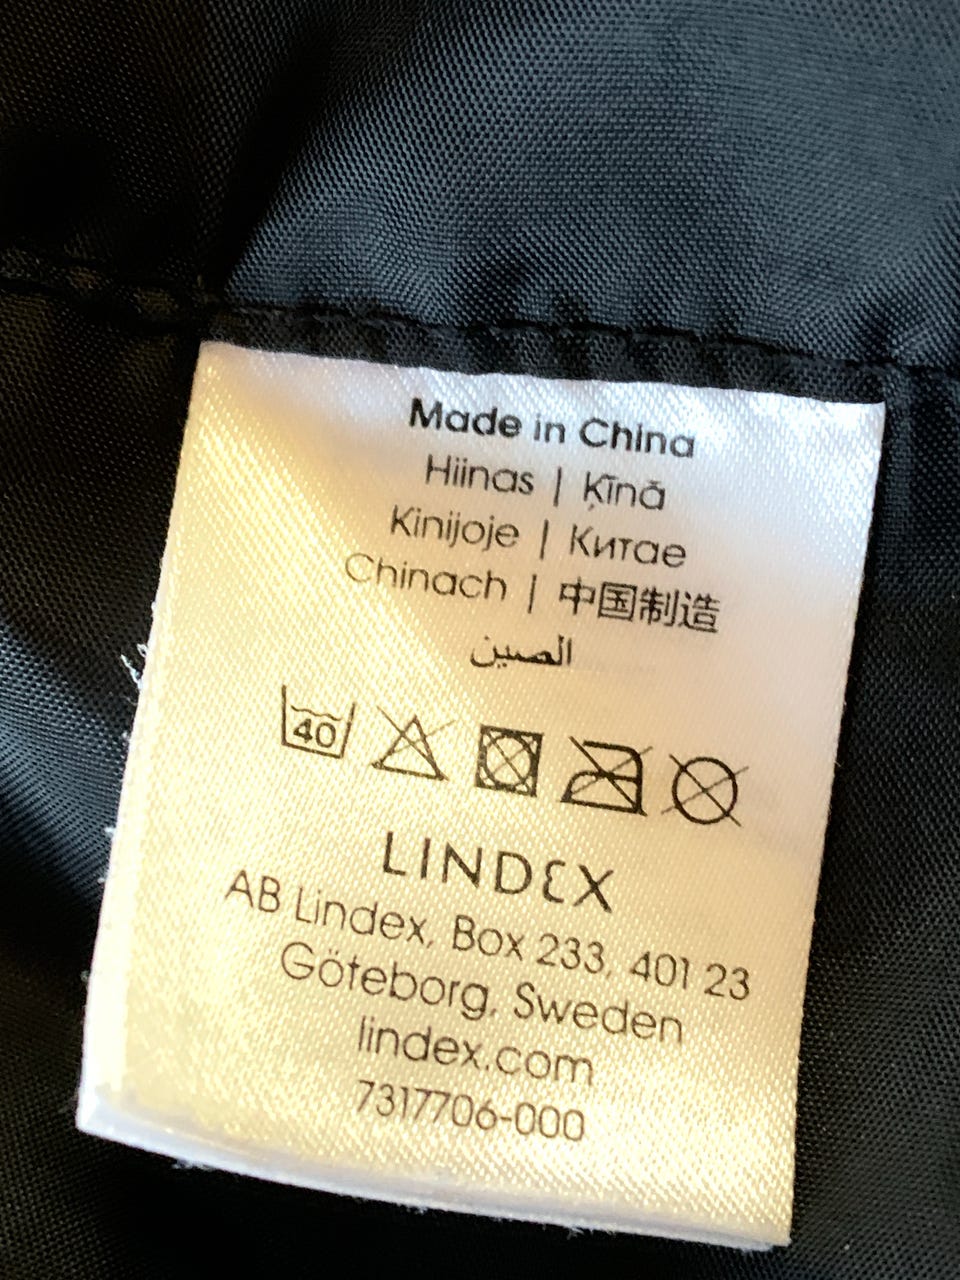 Made in China
Hiinas | Ķīnā
Kinijoje | Китае
Chinach | 中国制造
الصين
40
LINDEX
AB Lindex, Box 233, 401 23
Göteborg, Sweden
lindex.com
7317706-000